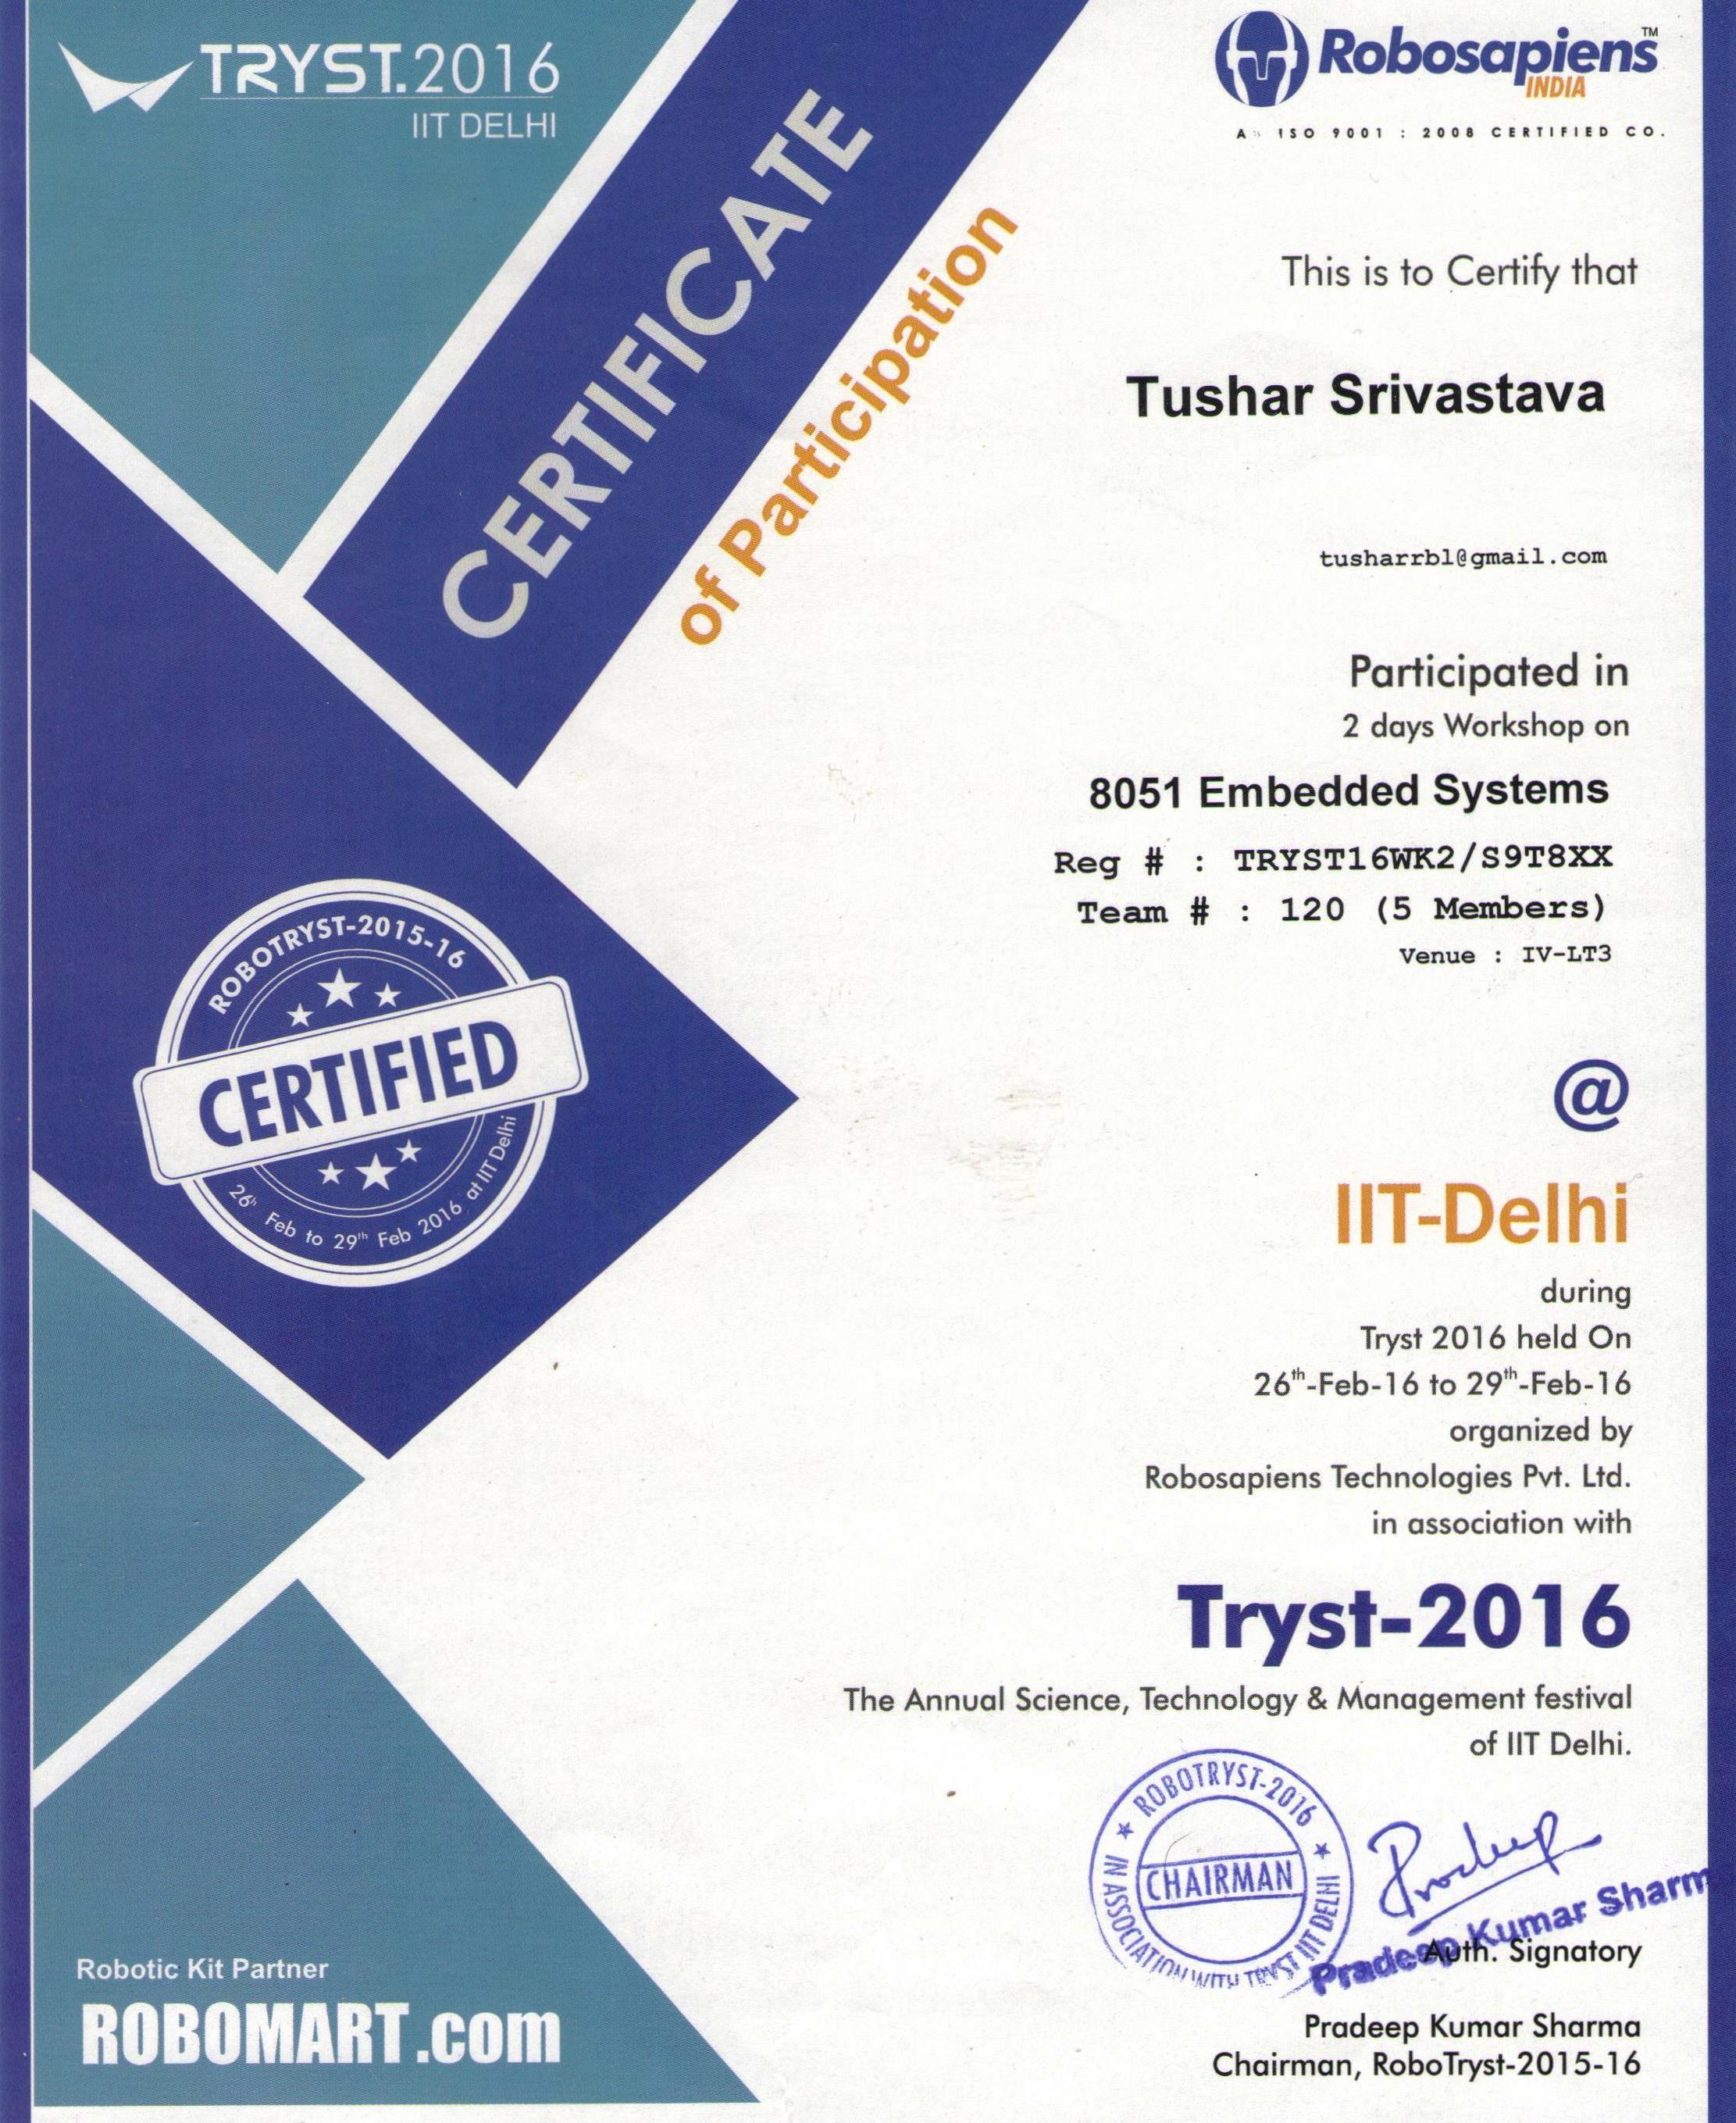 TRYST.2016
IIT DELHI
Robosapiens™
INDIA
AN ISO 9001 : 2008 CERTIFIED CO.
CERTIFICATE
of Participation
This is to Certify that
Tushar Srivastava
tusharrbl@gmail.com
Participated in
2 days Workshop on
8051 Embedded Systems
Reg # : TRYST16WK2/S9T8XX
Team # : 120 (5 Members)
Venue : IV-LT3
ROBOTRYST-2015-16
CERTIFIED
26th Feb to 29th Feb 2016 at IIT Delhi
@
IIT-Delhi
during
Tryst 2016 held On
26th-Feb-16 to 29th-Feb-16
organized by
Robosapiens Technologies Pvt. Ltd.
in association with
Tryst-2016
The Annual Science, Technology & Management festival
of IIT Delhi.
ROBOTRYST-2016
CHAIRMAN
IN ASSOCIATION WITH TRYST IIT DELHI
Pradeep
Pradeep Kumar Sharm
Auth. Signatory
Pradeep Kumar Sharma
Chairman, RoboTryst-2015-16
Robotic Kit Partner
ROBOMART.com